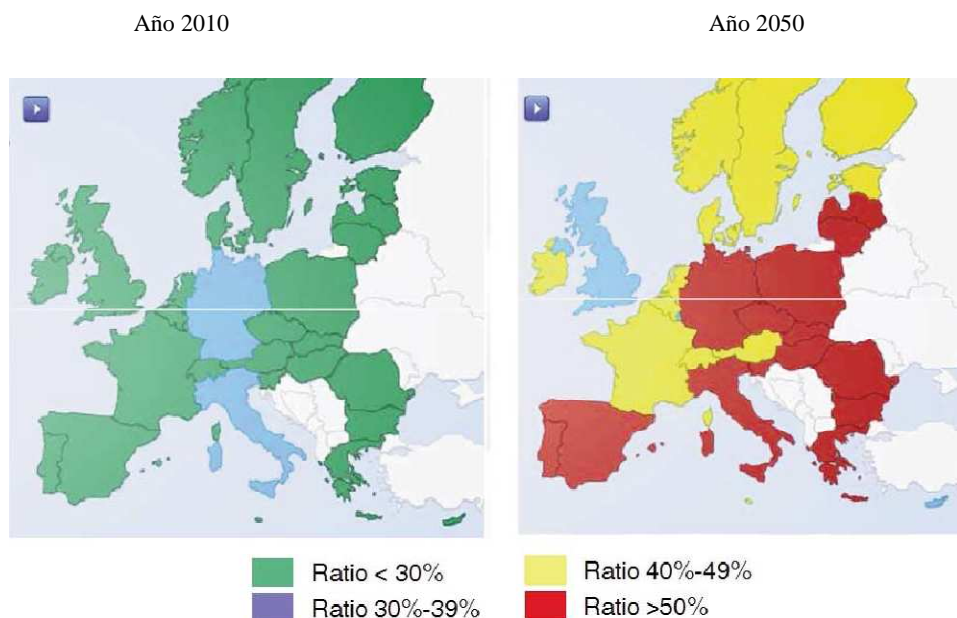 Año 2010
Año 2050
Ratio < 30%
Ratio 30%-39%
Ratio 40%-49%
Ratio >50%